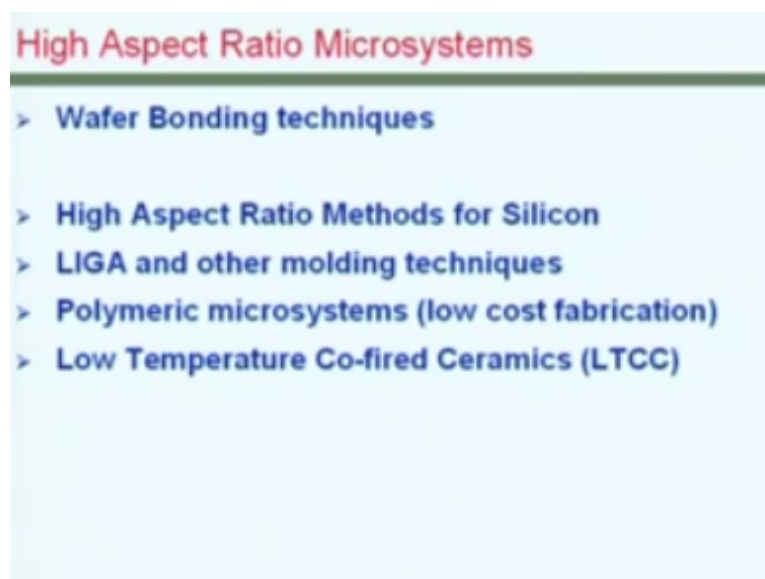 High Aspect Ratio Microsystems
➢ Wafer Bonding techniques
➢ High Aspect Ratio Methods for Silicon
➢ LIGA and other molding techniques
➢ Polymeric microsystems (low cost fabrication)
➢ Low Temperature Co-fired Ceramics (LTCC)